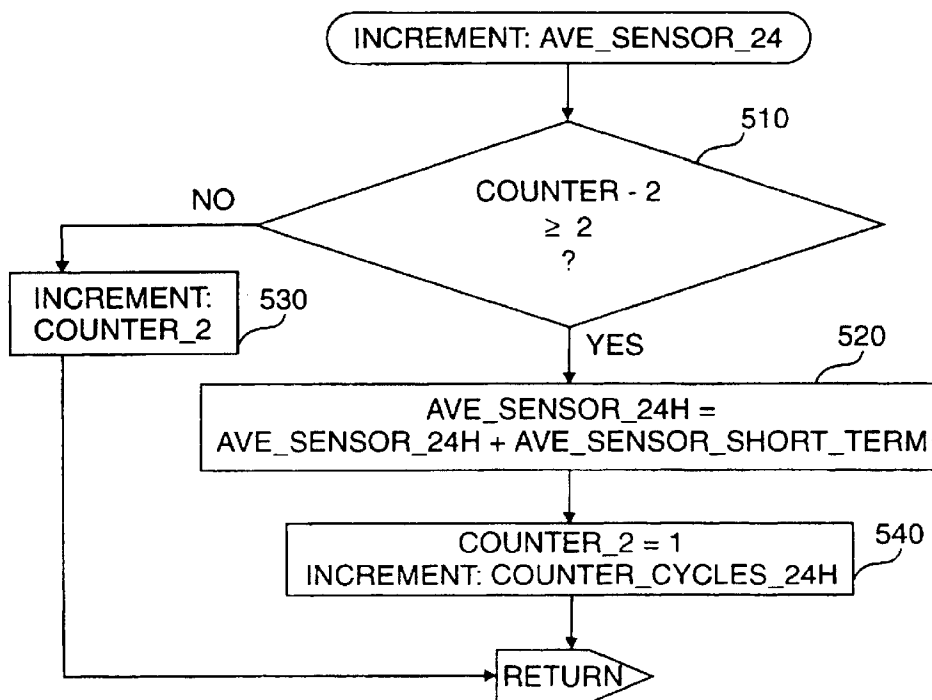 INCREMENT: AVE_SENSOR_24
510
COUNTER - 2
≥ 2
?
NO
INCREMENT:
COUNTER_2
530
YES
520
AVE_SENSOR_24H =
AVE_SENSOR_24H + AVE_SENSOR_SHORT_TERM
COUNTER_2 = 1
INCREMENT: COUNTER_CYCLES_24H
540
RETURN